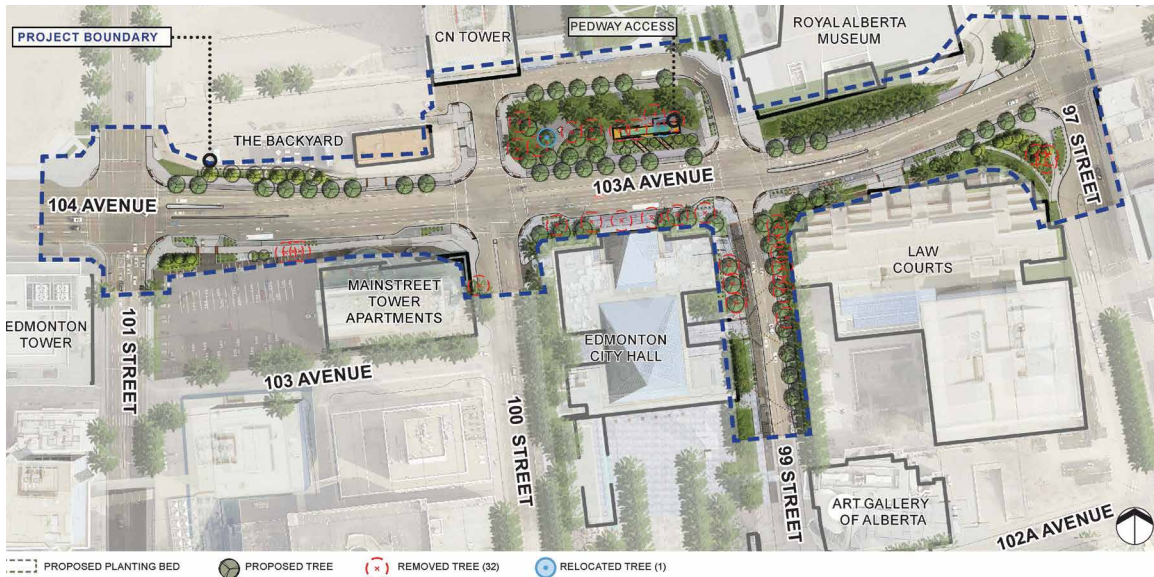 PROJECT BOUNDARY
CN TOWER
PEDWAY ACCESS
ROYAL ALBERTA
MUSEUM
THE BACKYARD
97 STREET
103A AVENUE
104 AVENUE
LAW
COURTS
MAINSTREET
TOWER
APARTMENTS
EDMONTON
TOWER
101 STREET
EDMONTON
CITY HALL
103 AVENUE
100 STREET
99 STREET
ART GALLERY
OF ALBERTA
102A AVENUE
PROPOSED PLANTING BED
PROPOSED TREE
REMOVED TREE (32)
RELOCATED TREE (1)